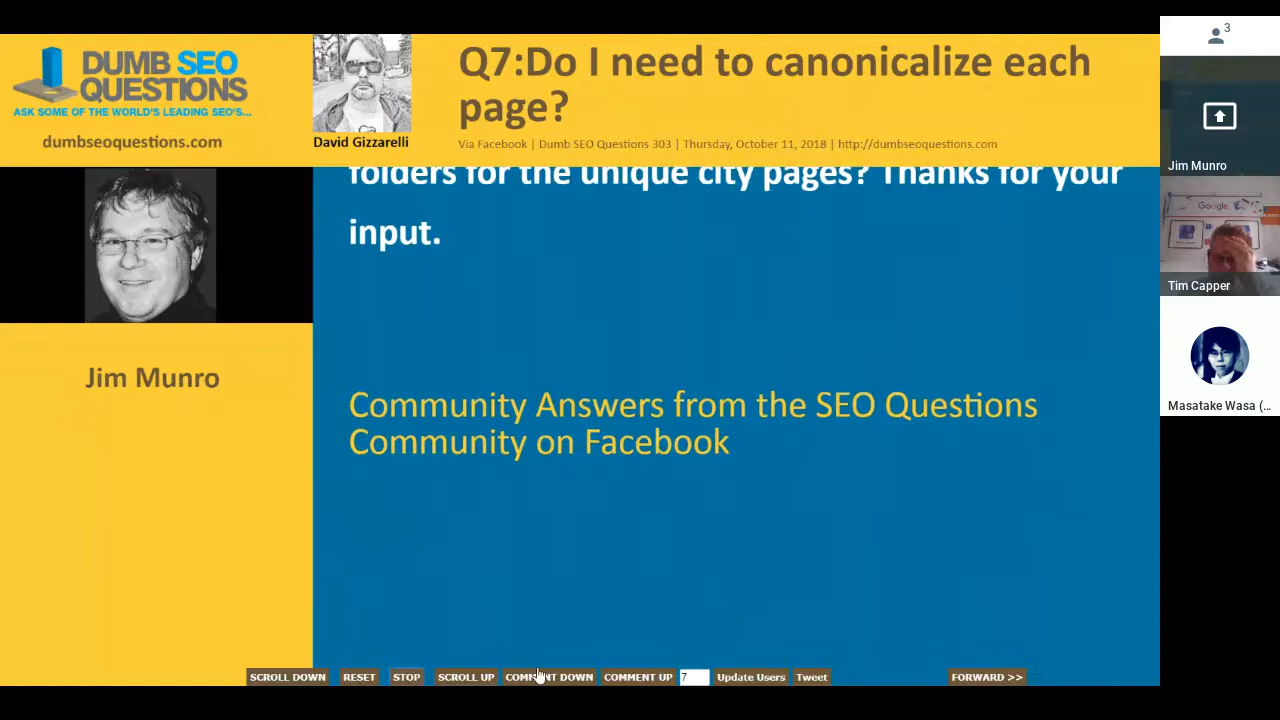 DUMB SEO
QUESTIONS
ASK SOME OF THE WORLD'S LEADING SEO'S...
dumbseoquestions.com
David Gizzarelli
Q7:Do I need to canonicalize each
page?
Via Facebook | Dumb SEO Questions 303 | Thursday, October 11, 2018 | http://dumbseoquestions.com
folders for the unique city pages? Thanks for your
input.
Jim Munro
Community Answers from the SEO Questions
Community on Facebook
SCROLL DOWN RESET STOP SCROLL UP COMMENT DOWN COMMENT UP 7 Update Users Tweet FORWARD >>
3
Jim Munro
Google
Tim Capper
Masatake Wasa (...